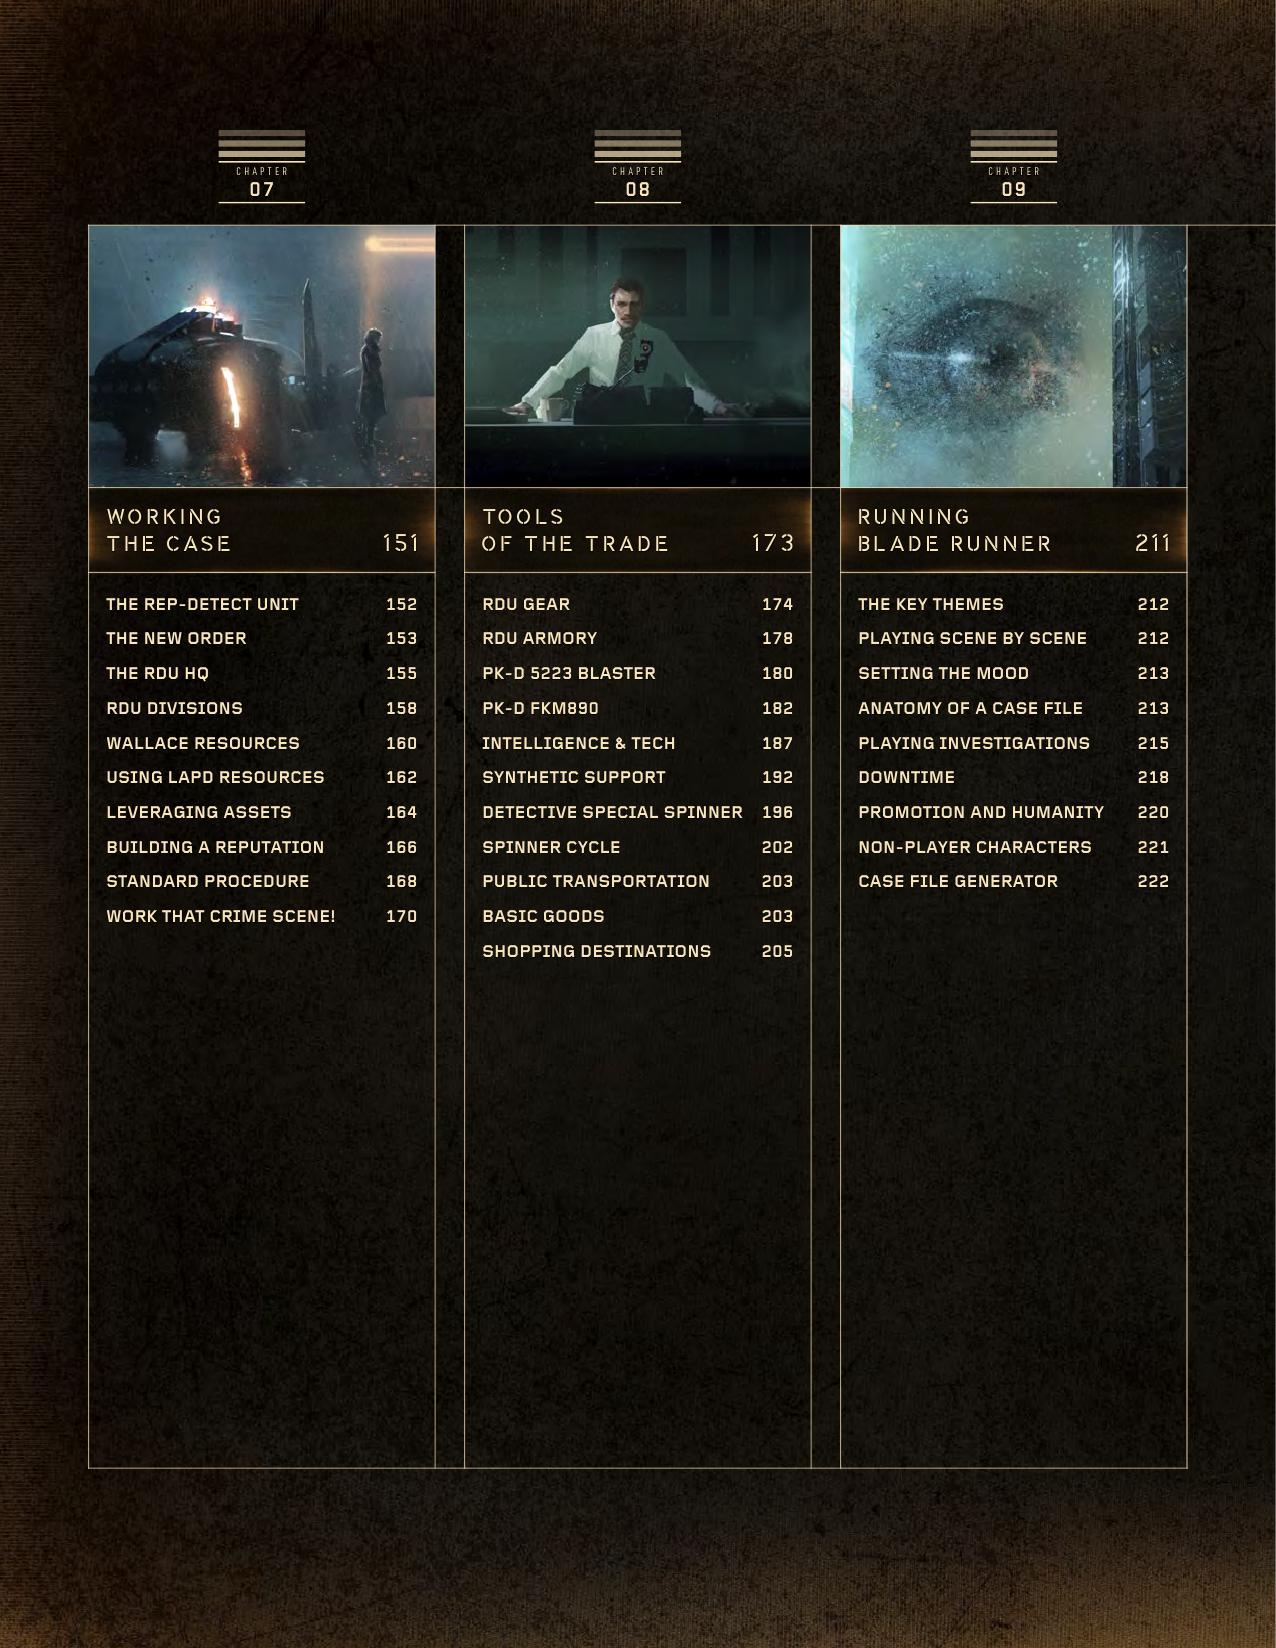 CHAPTER
07
WORKING
THE CASE 151
THE REP-DETECT UNIT 152
THE NEW ORDER 153
THE RDU HQ 155
RDU DIVISIONS 158
WALLACE RESOURCES 160
USING LAPD RESOURCES 162
LEVERAGING ASSETS 164
BUILDING A REPUTATION 166
STANDARD PROCEDURE 168
WORK THAT CRIME SCENE! 170
CHAPTER
08
TOOLS
OF THE TRADE 173
RDU GEAR 174
RDU ARMORY 178
PK-D 5223 BLASTER 180
PK-D FKM890 182
INTELLIGENCE & TECH 187
SYNTHETIC SUPPORT 192
DETECTIVE SPECIAL SPINNER 196
SPINNER CYCLE 202
PUBLIC TRANSPORTATION 203
BASIC GOODS 203
SHOPPING DESTINATIONS 205
CHAPTER
09
RUNNING
BLADE RUNNER 211
THE KEY THEMES 212
PLAYING SCENE BY SCENE 212
SETTING THE MOOD 213
ANATOMY OF A CASE FILE 213
PLAYING INVESTIGATIONS 215
DOWNTIME 218
PROMOTION AND HUMANITY 220
NON-PLAYER CHARACTERS 221
CASE FILE GENERATOR 222